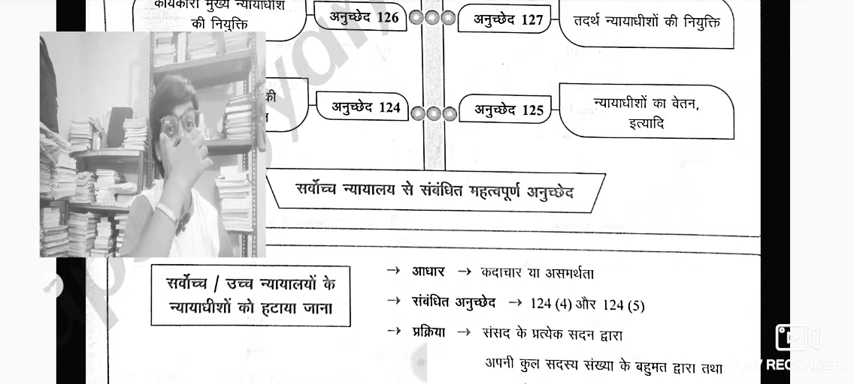 कार्यकारी मुख्य न्यायाधीश
की नियुक्ति
अनुच्छेद 126
अनुच्छेद 127
तदर्थ न्यायाधीशों की नियुक्ति
की
अनुच्छेद 124
अनुच्छेद 125
न्यायाधीशों का वेतन,
इत्यादि
सर्वोच्च न्यायालय से संबंधित महत्वपूर्ण अनुच्छेद
सर्वोच्च / उच्च न्यायालयों के
न्यायाधीशों को हटाया जाना
→ आधार → कदाचार या असमर्थता
→ संबंधित अनुच्छेद → 124 (4) और 124 (5)
→ प्रक्रिया → संसद के प्रत्येक सदन द्वारा
अपनी कुल सदस्य संख्या के बहुमत द्वारा तथा
RECORDER